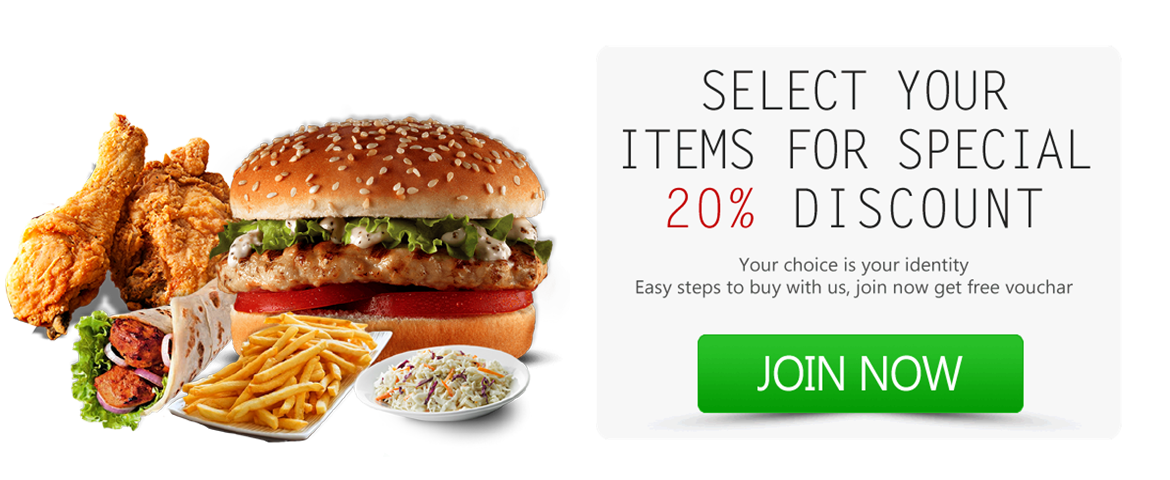 SELECT YOUR
ITEMS FOR SPECIAL
20% DISCOUNT
Your choice is your identity
Easy steps to buy with us, join now get free vouchar
JOIN NOW